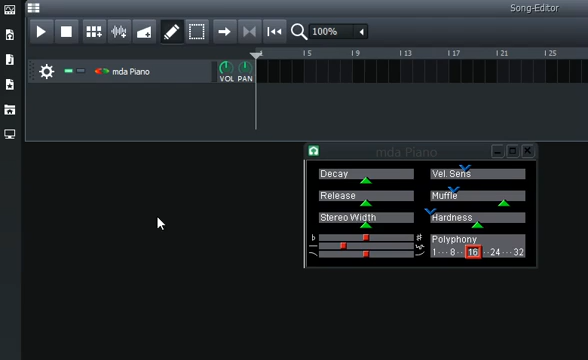 Song-Editor
100%
1 5 9 13 17 21 25
mda Piano
VOL PAN
mda Piano
Decay Vel. Sens
Release Muffle
Stereo Width Hardness
Polyphony
1···8··16··24··32